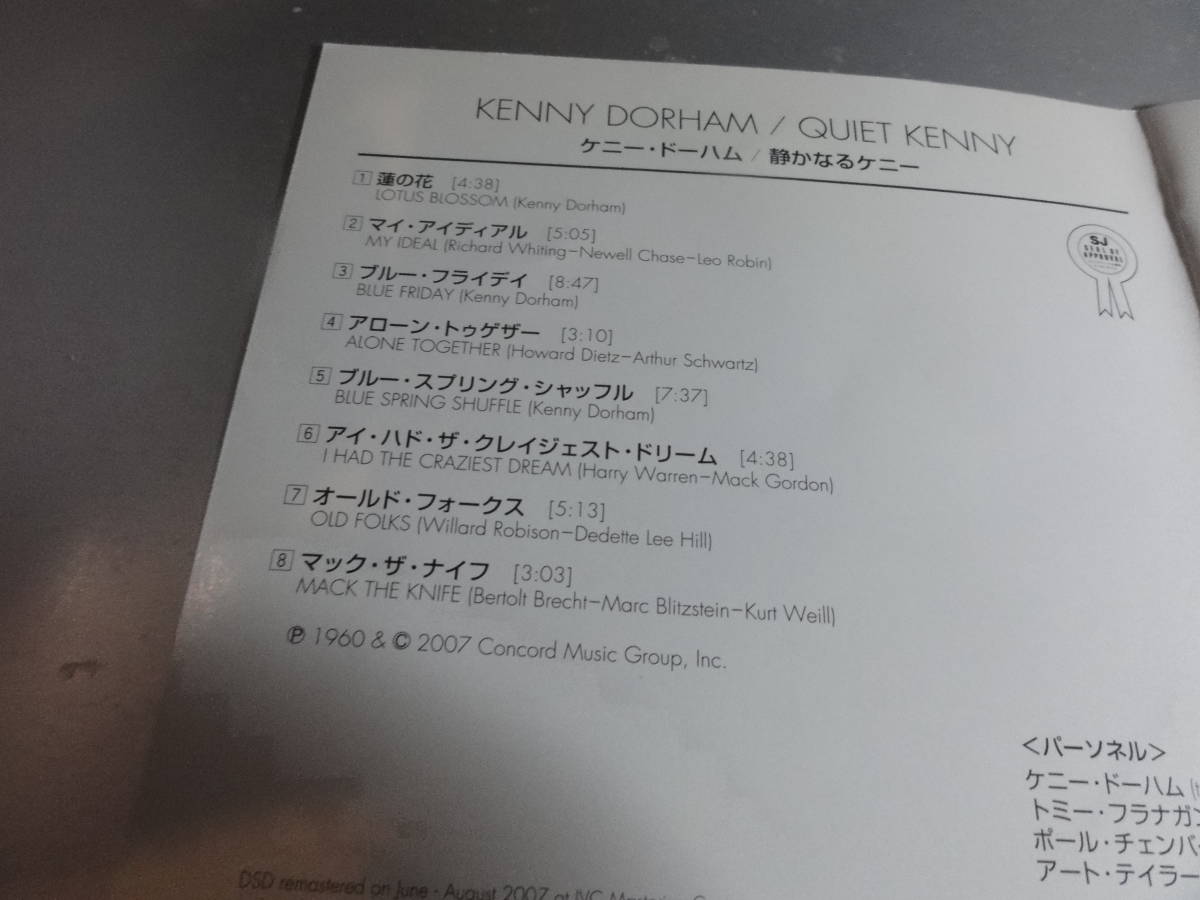 KENNY DORHAM / QUIET KENNY
ケニー・ドーハム / 静かなるケニー
1 蓮の花 [4:38]
LOTUS BLOSSOM (Kenny Dorham)
2 マイ・アイディアル [5:05]
MY IDEAL (Richard Whiting–Newell Chase–Leo Robin)
3 ブルー・フライデイ [8:47]
BLUE FRIDAY (Kenny Dorham)
4 アローン・トゥゲザー [3:10]
ALONE TOGETHER (Howard Dietz–Arthur Schwartz)
5 ブルー・スプリング・シャッフル [7:37]
BLUE SPRING SHUFFLE (Kenny Dorham)
6 アイ・ハド・ザ・クレイジェスト・ドリーム [4:38]
I HAD THE CRAZIEST DREAM (Harry Warren–Mack Gordon)
7 オールド・フォークス [5:13]
OLD FOLKS (Willard Robison–Dedette Lee Hill)
8 マック・ザ・ナイフ [3:03]
MACK THE KNIFE (Bertolt Brecht–Marc Blitzstein–Kurt Weill)
℗ 1960 & © 2007 Concord Music Group, Inc.
SJ
SEAL OF
APPROVAL
<パーソネル>
ケニー・ドーハム (t
トミー・フラナガン
ポール・チェンバ
アート・テイラー
DSD remastered on June - August 2007 at JVC